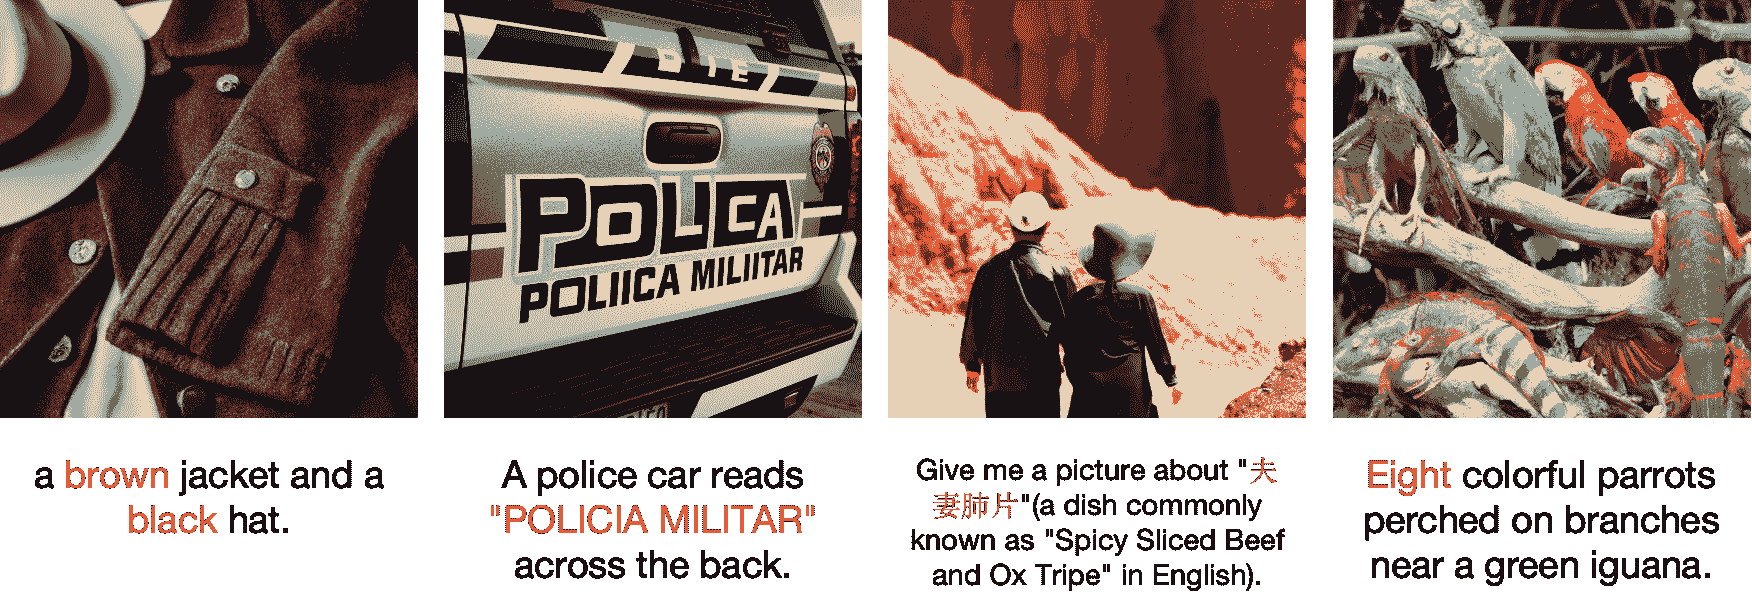 BIE
POLICA
POLIICA MILIITAR
a brown jacket and a
black hat.
A police car reads
"POLICIA MILITAR"
across the back.
Give me a picture about "夫
妻肺片"(a dish commonly
known as "Spicy Sliced Beef
and Ox Tripe" in English).
Eight colorful parrots
perched on branches
near a green iguana.